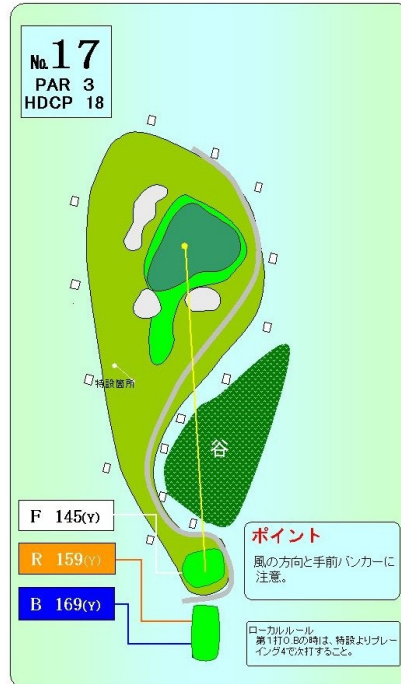 No.17
PAR 3
HDCP 18
特設箇所
谷
F 145(Y)
R 159(Y)
B 169(Y)
ポイント
風の方向と手前バンカーに
注意。
ローカルルール
第1打O.Bの時は、特設よりプレー
イング4で次打すること。